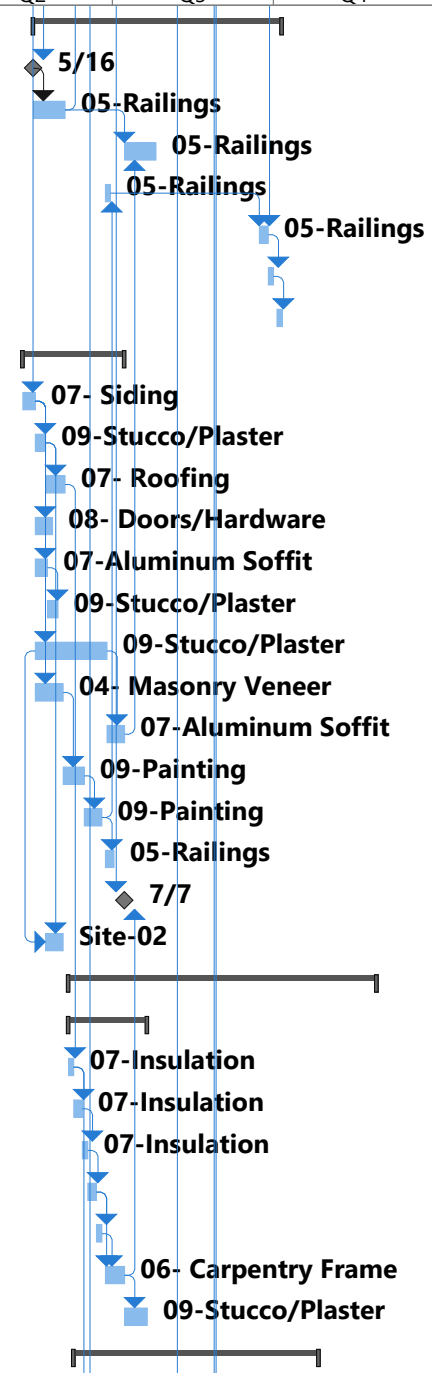 5/16
05-Railings
05-Railings
05-Railings
05-Railings
07- Siding
09-Stucco/Plaster
07- Roofing
08- Doors/Hardware
07-Aluminum Soffit
09-Stucco/Plaster
09-Stucco/Plaster
04- Masonry Veneer
07-Aluminum Soffit
09-Painting
09-Painting
05-Railings
7/7
Site-02
07-Insulation
07-Insulation
07-Insulation
06- Carpentry Frame
09-Stucco/Plaster